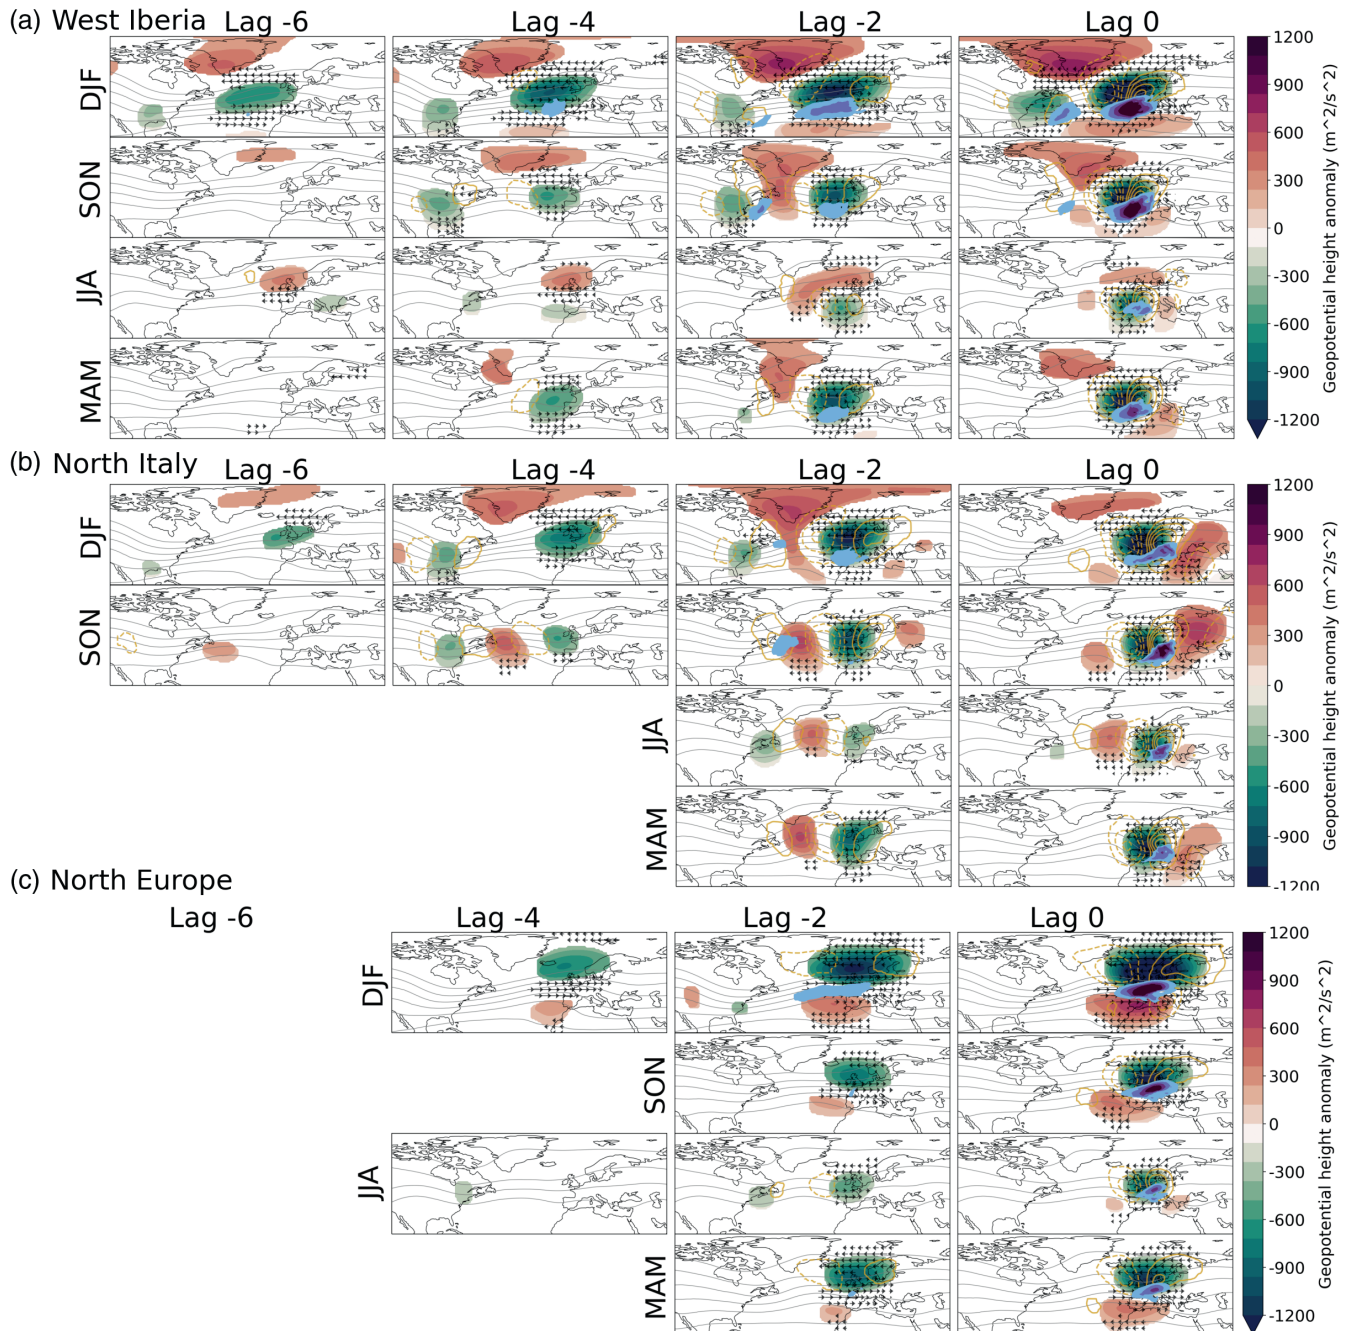 (a) West Iberia Lag -6 Lag -4 Lag -2 Lag 0
DJF
SON
JJA
MAM
1200
900
600
300
0
-300
-600
-900
-1200
Geopotential height anomaly (m^2/s^2)
(b) North Italy Lag -6 Lag -4 Lag -2 Lag 0
DJF
SON
JJA
MAM
1200
900
600
300
0
-300
-600
-900
-1200
Geopotential height anomaly (m^2/s^2)
(c) North Europe
Lag -6 Lag -4 Lag -2 Lag 0
DJF
SON
JJA
MAM
1200
900
600
300
0
-300
-600
-900
-1200
Geopotential height anomaly (m^2/s^2)